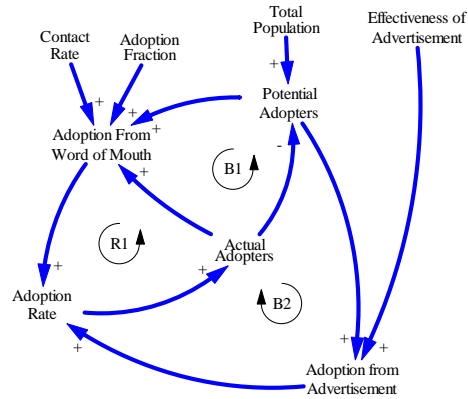 Total
Population
Effectiveness of
Advertisement
Contact
Rate
Adoption
Fraction
+
Potential
Adopters
+
+
+
Adoption From
Word of Mouth
-
+
B1
R1
Actual
Adopters
+
+
Adoption
Rate
B2
+
+
+
Adoption from
Advertisement